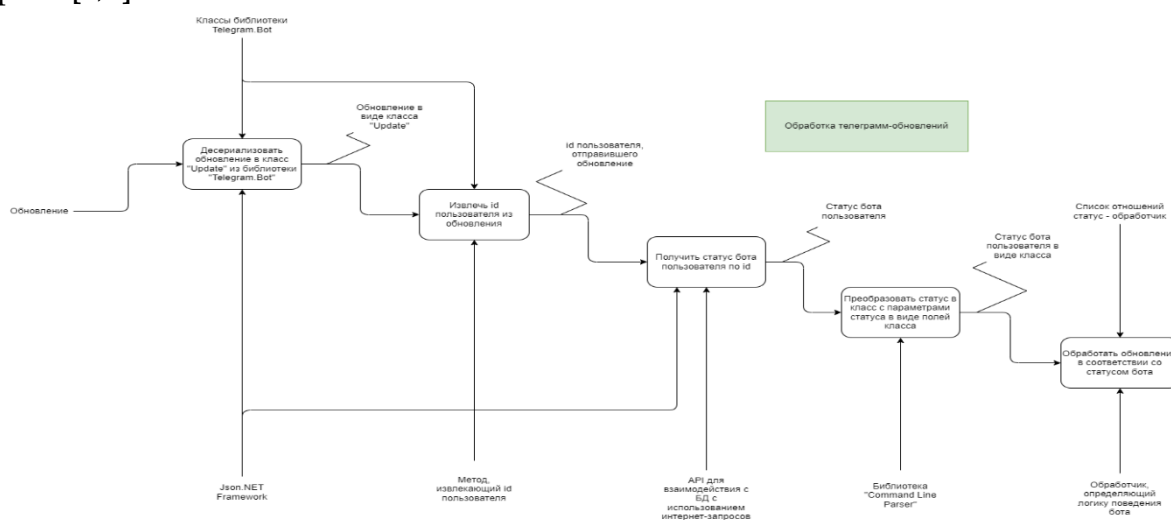 Классы библиотеки
Telegram.Bot
Обновление в
виде класса
"Update"
Обработка телеграмм-обновлений
Десериализовать
обновление в класс
"Update" из библиотеки
"Telegram.Bot"
id пользователя,
отправившего
обновление
Обновление
Извлечь id
пользователя из
обновления
Статус бота
пользователя
Список отношений
статус - обработчик
Статус бота
пользователя в
виде класса
Получить статус бота
пользователя по id
Преобразовать статус в
класс с параметрами
статуса в виде полей
класса
Обработать обновлени
в соответствии со
статусом бота
Json.NET
Framework
Метод,
извлекающий id
пользователя
API для
взаимодействия с
БД с
использованием
интернет-запросов
Библиотека
"Command Line
Parser"
Обработчик,
определяющий
логику поведения
бота